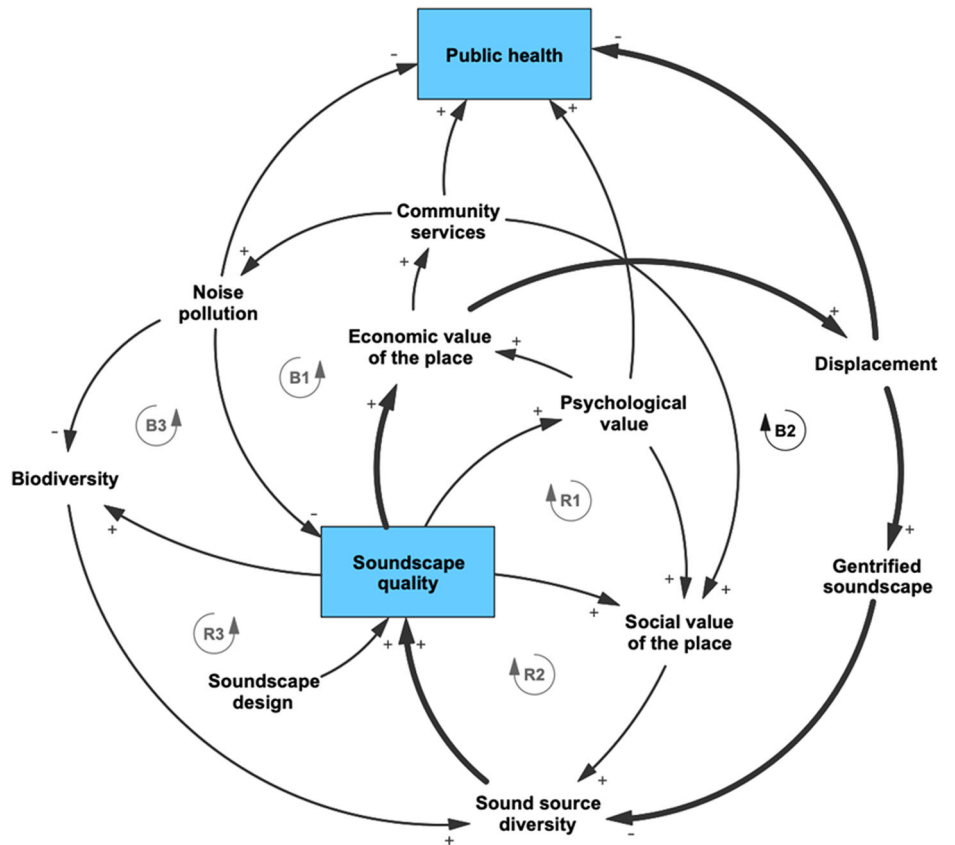 Public health
-
-
+
+
Community
services
+
+
Noise
pollution
Economic value
of the place
+
+
Displacement
B1
+
Psychological
value
+
B3
B2
-
Biodiversity
R1
-
+
+
Soundscape
quality
Gentrified
soundscape
+
+
+
Social value
of the place
R3
+
+
R2
Soundscape
design
+
Sound source
diversity
-
+